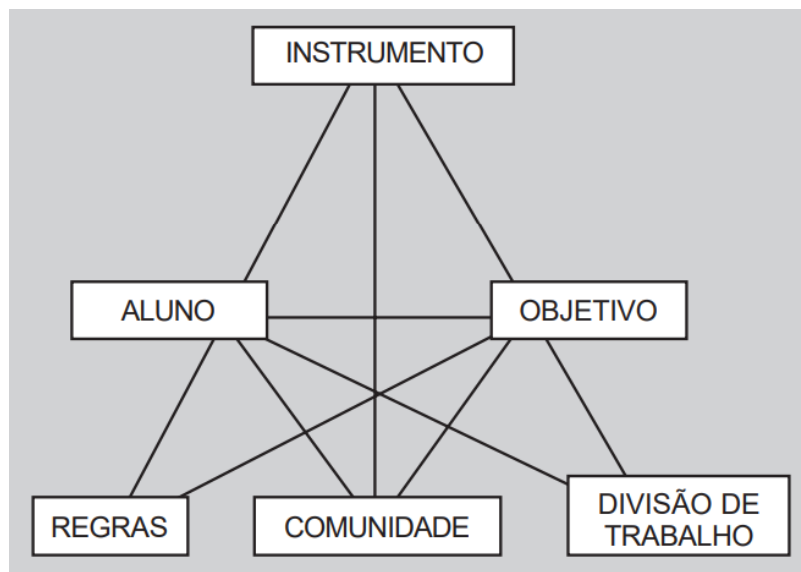 INSTRUMENTO
ALUNO
OBJETIVO
REGRAS
COMUNIDADE
DIVISÃO DE
TRABALHO